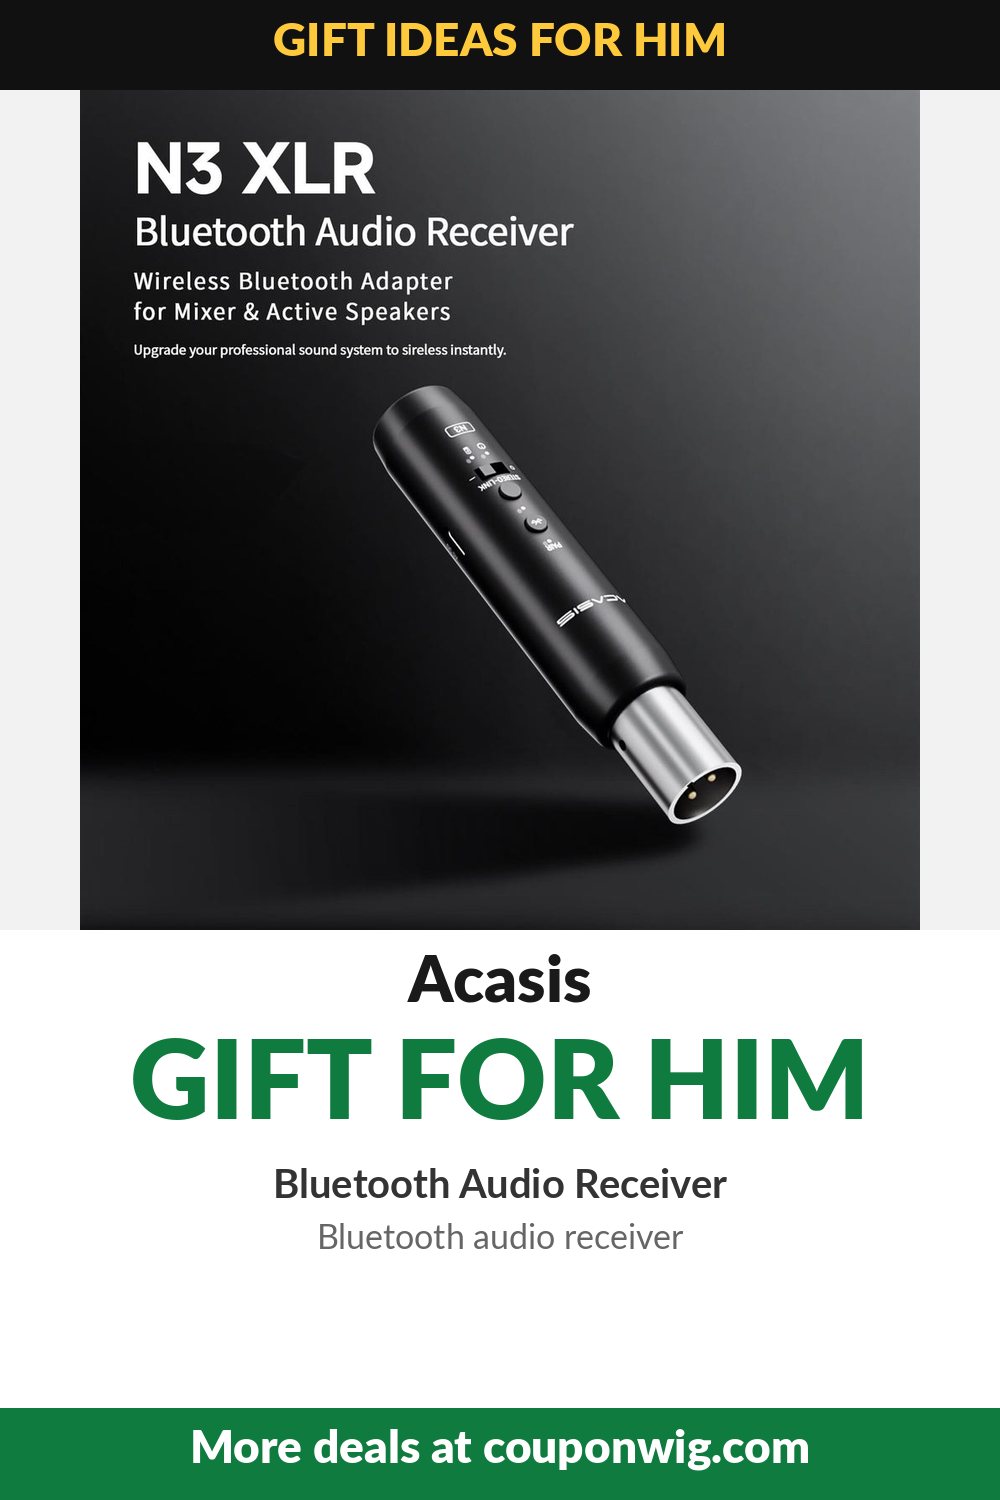 GIFT IDEAS FOR HIM
N3 XLR
Bluetooth Audio Receiver
Wireless Bluetooth Adapter
for Mixer & Active Speakers
Upgrade your professional sound system to sireless instantly.
N3
STEREO-LINK
PAIR
ACASIS
Acasis
GIFT FOR HIM
Bluetooth Audio Receiver
Bluetooth audio receiver
More deals at couponwig.com